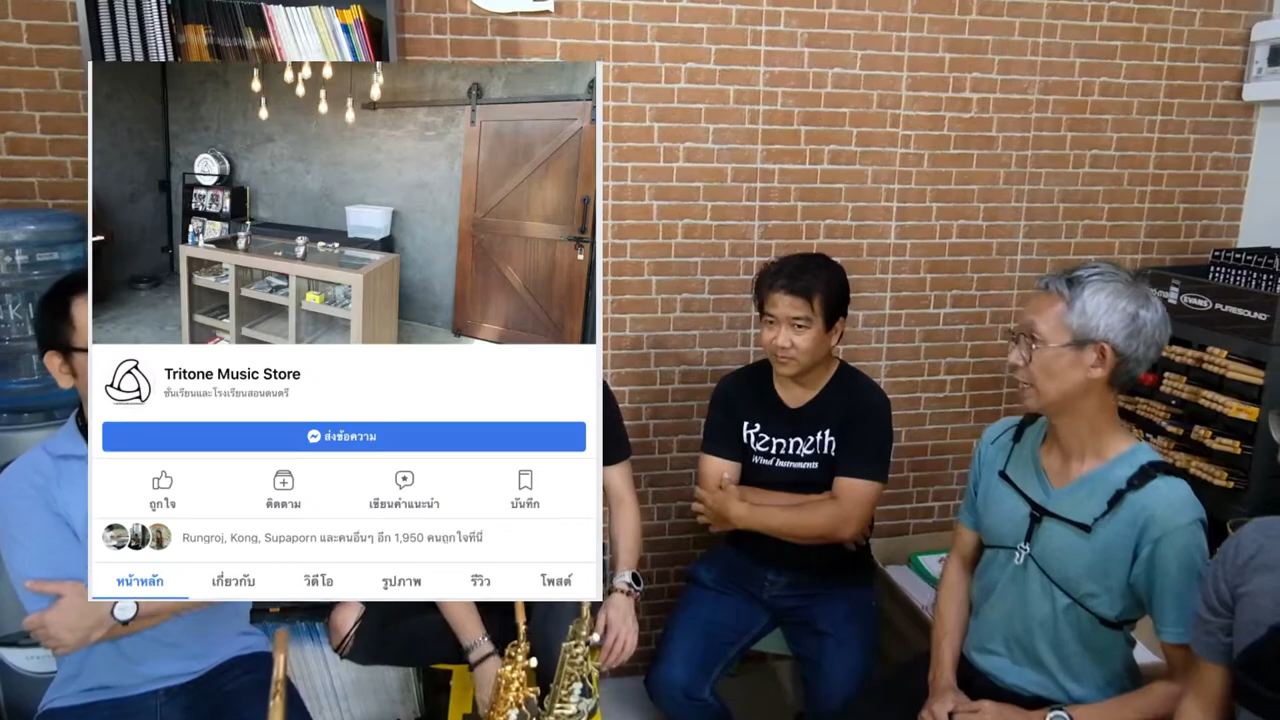 Tritone Music Store
ชั้นเรียนและโรงเรียนสอนดนตรี
ส่งข้อความ
ถูกใจ
ติดตาม
เขียนคำแนะนำ
บันทึก
Rungroj, Kong, Supaporn และคนอื่นๆ อีก 1,950 คนถูกใจที่นี่
หน้าหลัก
เกี่ยวกับ
วิดีโอ
รูปภาพ
รีวิว
โพสต์
Kenneth
Wind Instruments
EVANS
PURESOUND